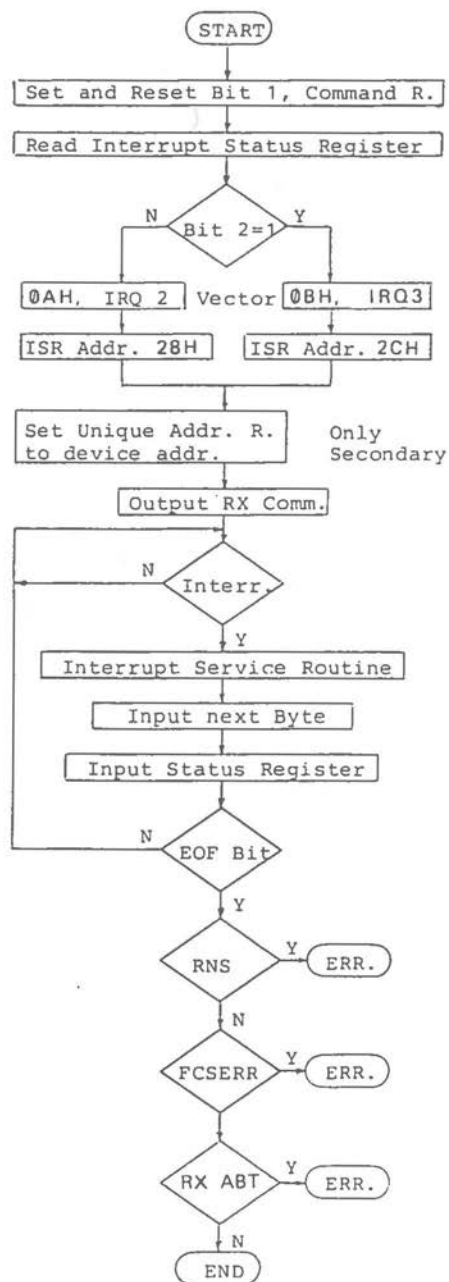 START
Set and Reset Bit 1, Command R.
Read Interrupt Status Register
N Bit 2=1 Y
0AH, IRQ 2 Vector 0BH, IRQ3
ISR Addr. 28H ISR Addr. 2CH
Set Unique Addr. R. Only
to device addr. Secondary
Output RX Comm.
N Interr.
Y
Interrupt Service Routine
Input next Byte
Input Status Register
N EOF Bit
Y
RNS Y ERR.
N
FCSERR Y ERR.
RX ABT Y ERR.
N
END